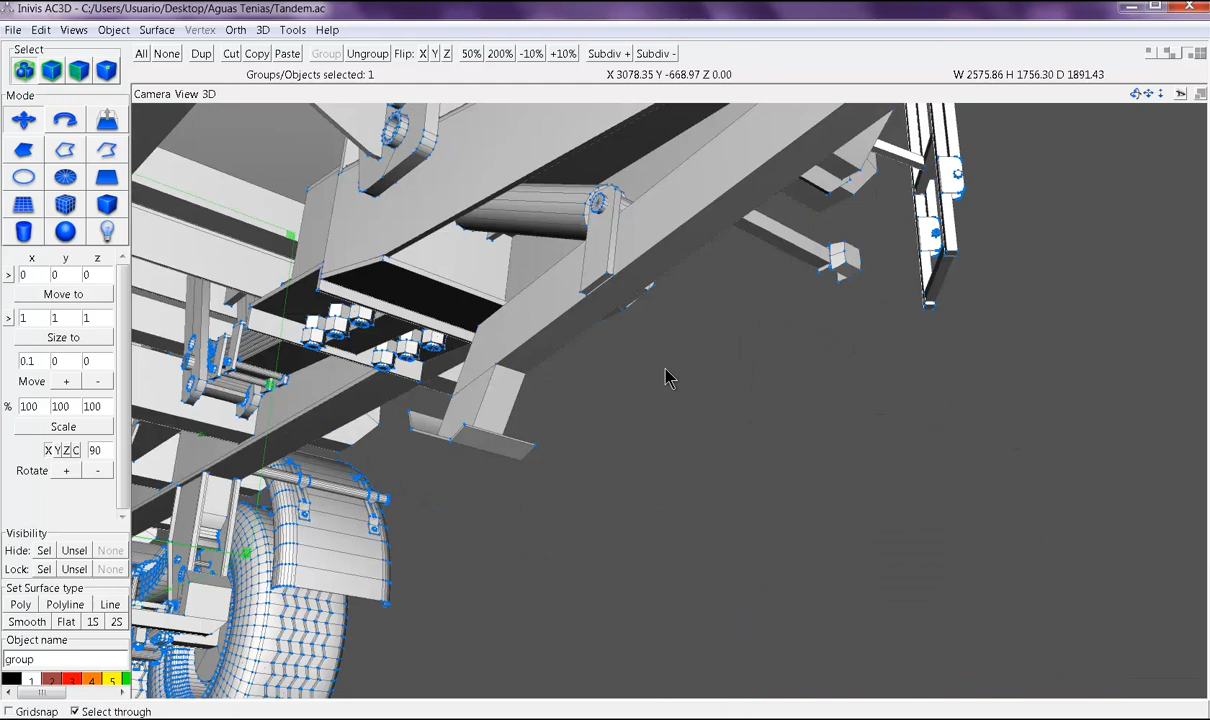 Inivis AC3D - C:/Users/Usuario/Desktop/Aguas Tenias/Tandem.ac
File Edit Views Object Surface Vertex Orth 3D Tools Help
Select
All None Dup Cut Copy Paste Group Ungroup Flip: X Y Z 50% 200% -10% +10% Subdiv + Subdiv -
Groups/Objects selected: 1 X 3078.35 Y -668.97 Z 0.00 W 2575.86 H 1756.30 D 1891.43
Mode
Camera View 3D
x y z
> 0 0 0
Move to
> 1 1 1
Size to
0.1 0 0
Move + -
% 100 100 100
Scale
X Y Z C 90
Rotate + -
Visibility
Hide: Sel Unsel None
Lock: Sel Unsel None
Set Surface type
Poly Polyline Line
Smooth Flat 1S 2S
Object name
group
1 2 3 4 5
Gridsnap Select through